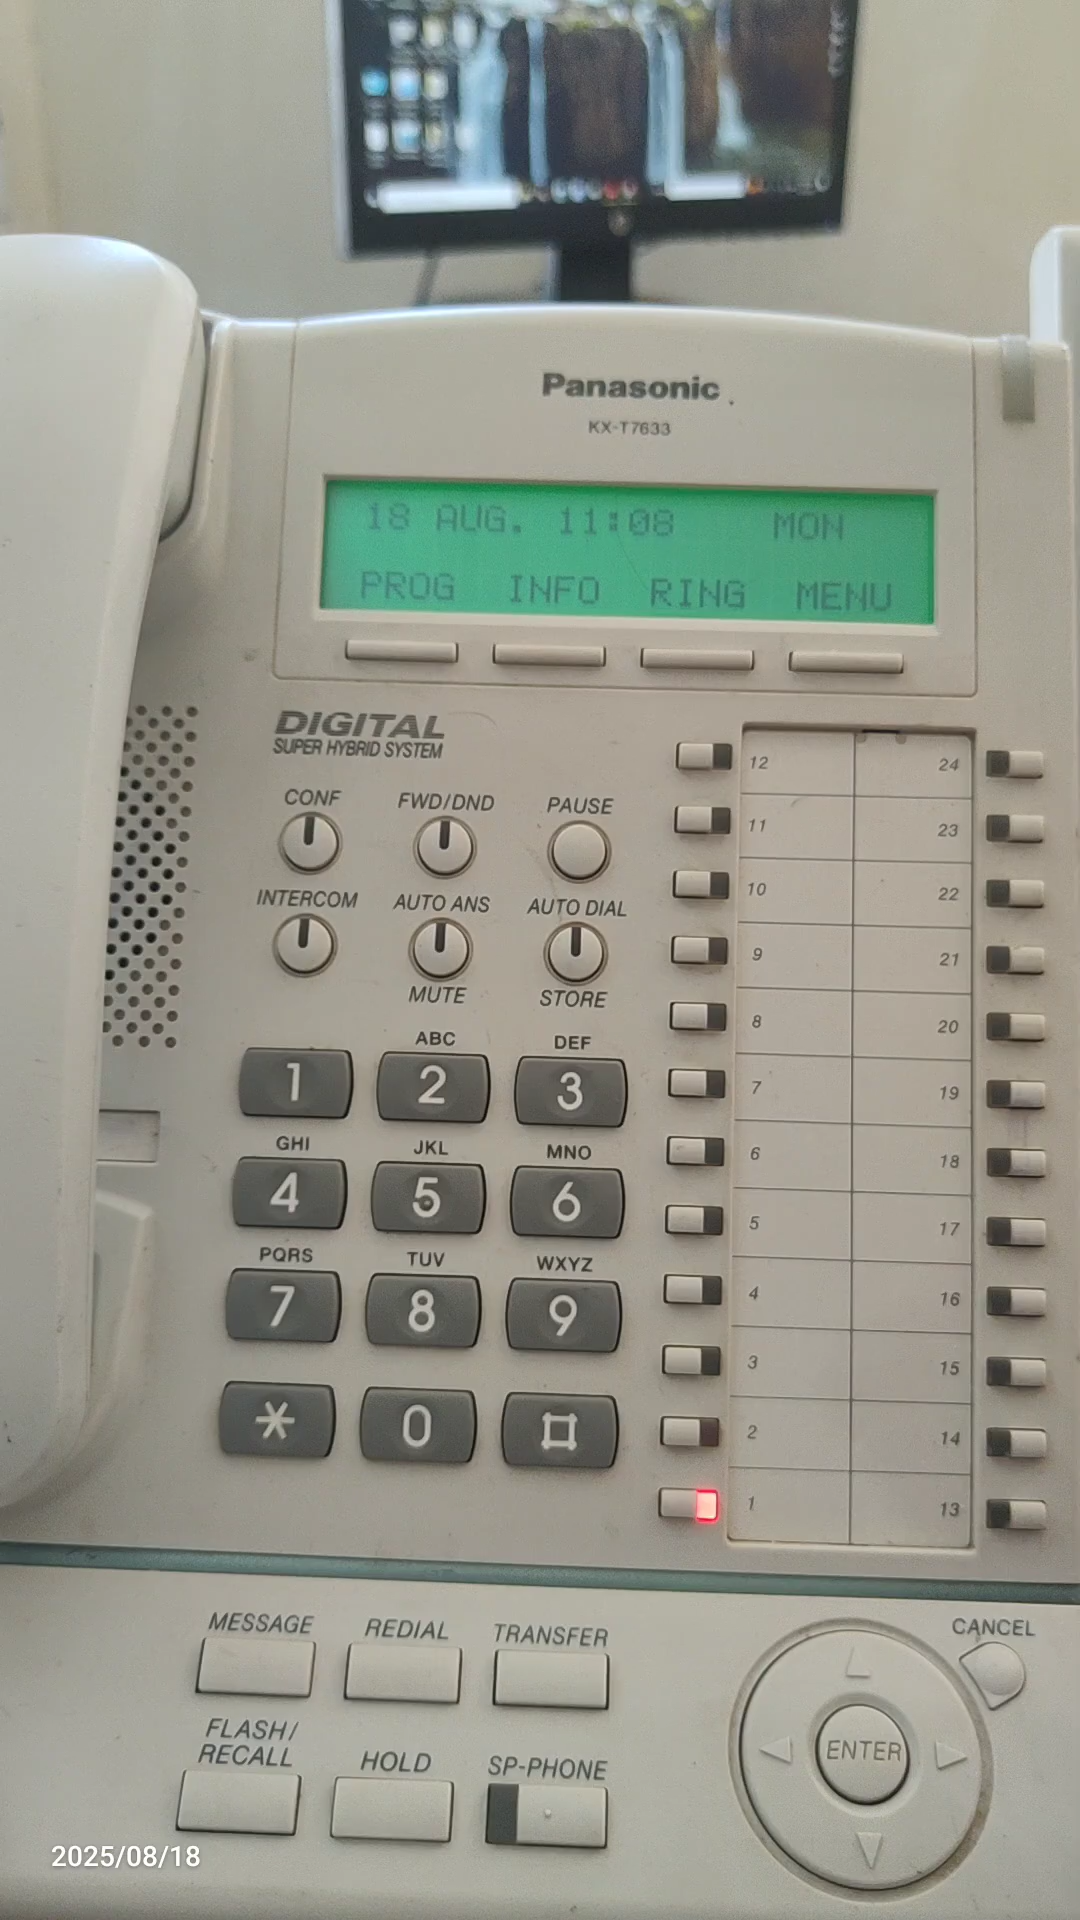 Panasonic
KX-T7633
18 AUG. 11:08 MON
PROG INFO RING MENU
DIGITAL
SUPER HYBRID SYSTEM
CONF FWD/DND PAUSE
INTERCOM AUTO ANS AUTO DIAL
MUTE STORE
ABC DEF
1 2 3
GHI JKL MNO
4 5 6
PQRS TUV WXYZ
7 8 9
* 0 #
12 24
11 23
10 22
9 21
8 20
7 19
6 18
5 17
4 16
3 15
2 14
1 13
MESSAGE REDIAL TRANSFER
FLASH/
RECALL HOLD SP-PHONE
CANCEL
ENTER
2025/08/18